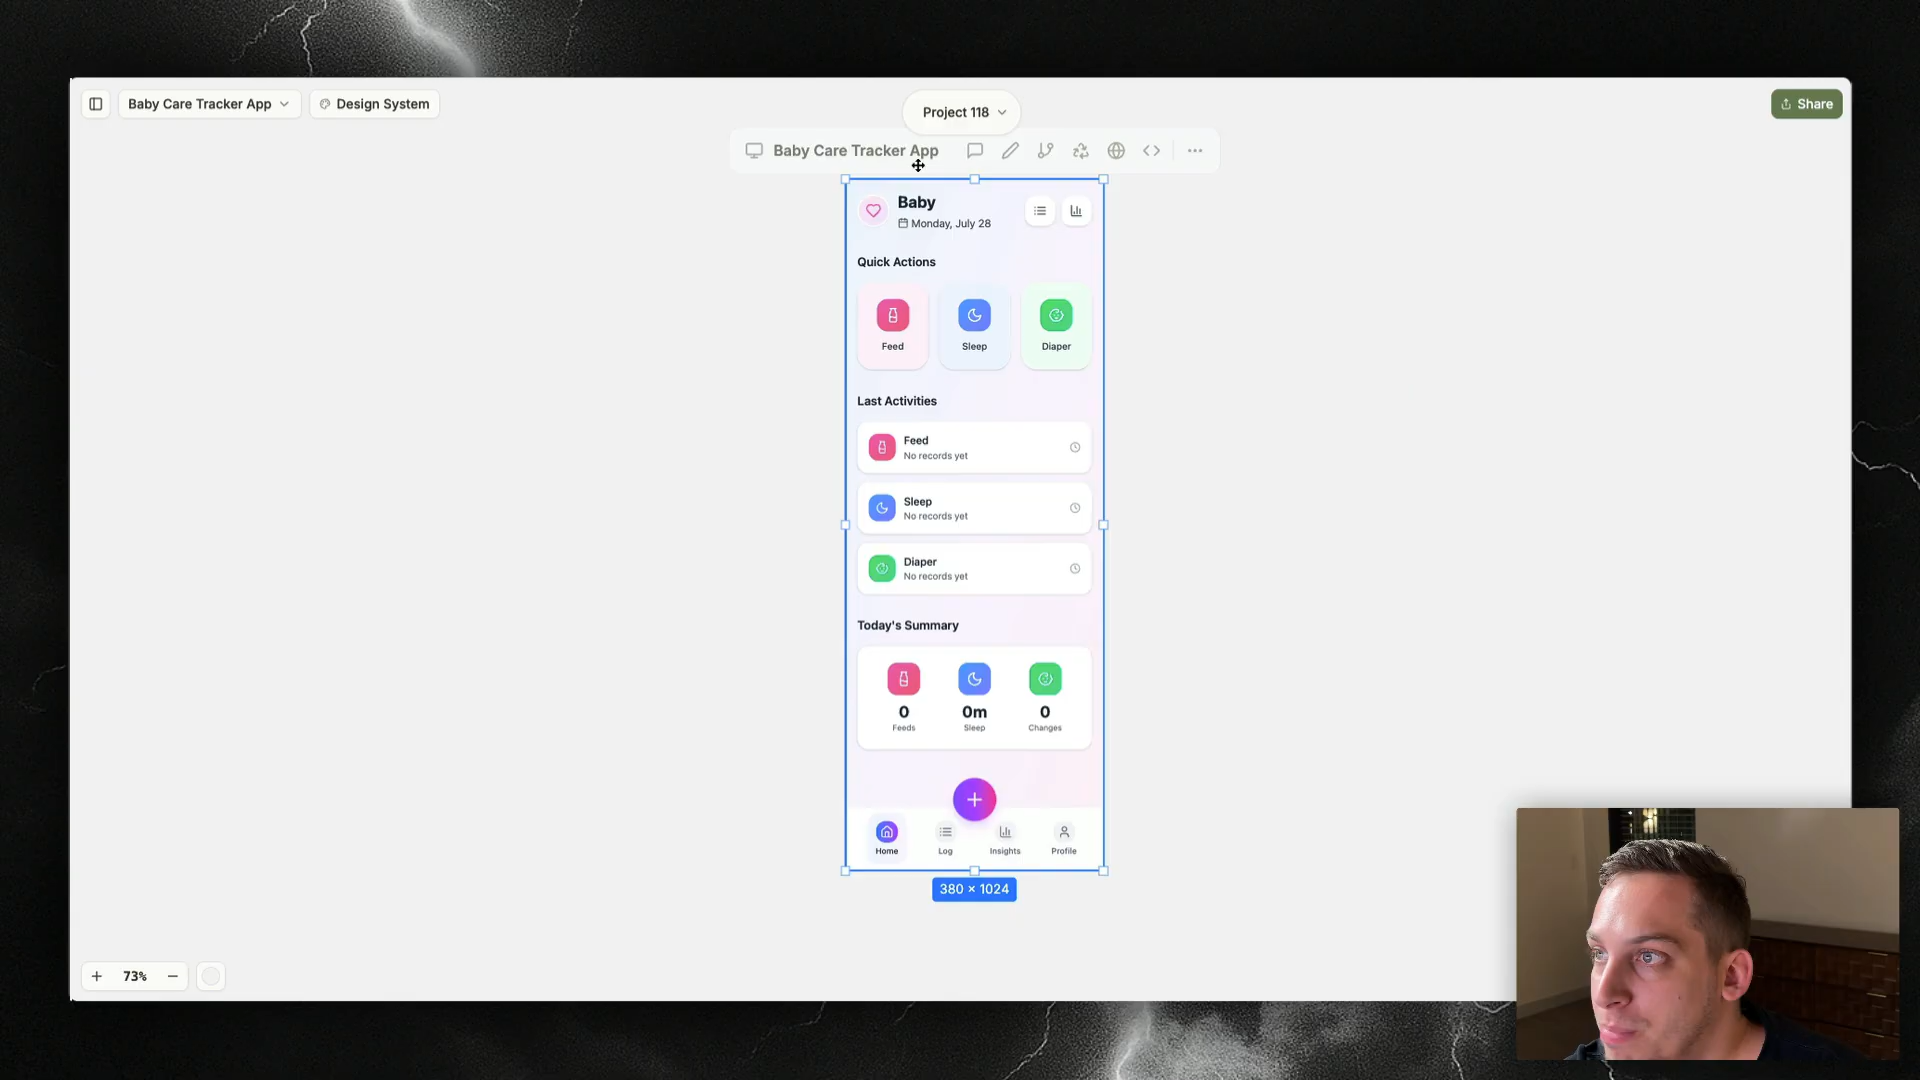 Baby Care Tracker App
Design System
Project 118
Share
Baby Care Tracker App
Baby
Monday, July 28
Quick Actions
Feed
Sleep
Diaper
Last Activities
Feed
No records yet
Sleep
No records yet
Diaper
No records yet
Today's Summary
0
0m
0
Feeds
Sleep
Changes
Home
Log
Insights
Profile
380 × 1024
73%